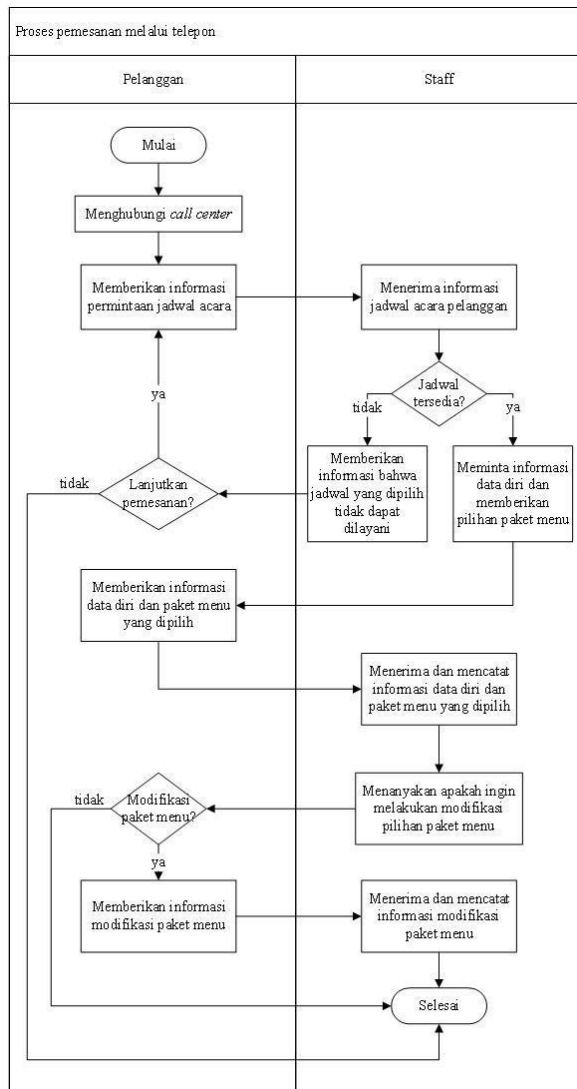 Proses pemesanan melalui telepon
Pelanggan
Staff
Mulai
Menghubungi call center
Memberikan informasi
permintaan jadwal acara
Menerima informasi
jadwal acara pelanggan
Jadwal
tersedia?
tidak
ya
ya
Memberikan
informasi bahwa
jadwal yang dipilih
tidak dapat
dilayani
Meminta informasi
data diri dan
memberikan
pilihan paket menu
tidak
Lanjutkan
pemesanan?
Memberikan informasi
data diri dan paket menu
yang dipilih
Menerima dan mencatat
informasi data diri dan
paket menu yang dipilih
Menanyakan apakah ingin
melakukan modifikasi
pilihan paket menu
tidak
Modifikasi
paket menu?
ya
Memberikan informasi
modifikasi paket menu
Menerima dan mencatat
informasi modifikasi
paket menu
Selesai